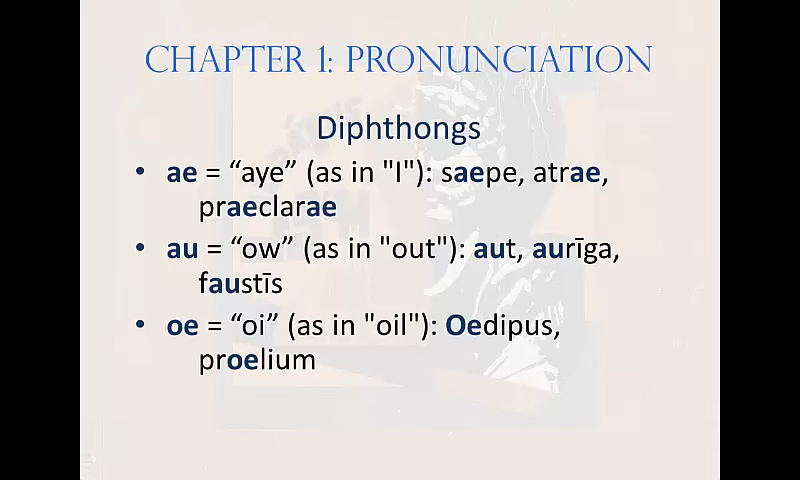 CHAPTER 1: PRONUNCIATION
Diphthongs
• ae = “aye” (as in "I"): saepe, atrae,
praeclarae
• au = “ow” (as in "out"): aut, aurīga,
faustīs
• oe = “oi” (as in "oil"): Oedipus,
proelium